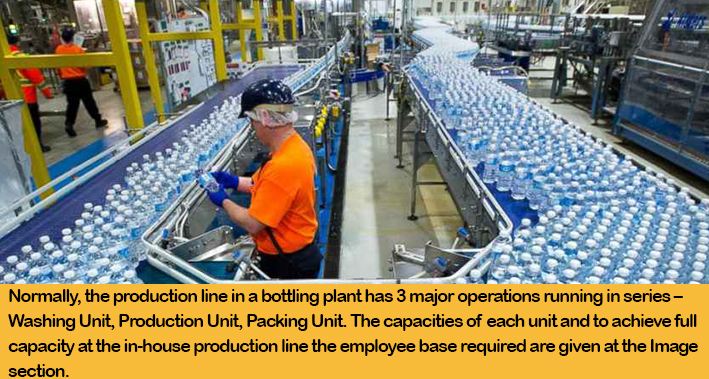 Normally, the production line in a bottling plant has 3 major operations running in series –
Washing Unit, Production Unit, Packing Unit. The capacities of each unit and to achieve full
capacity at the in-house production line the employee base required are given at the Image
section.